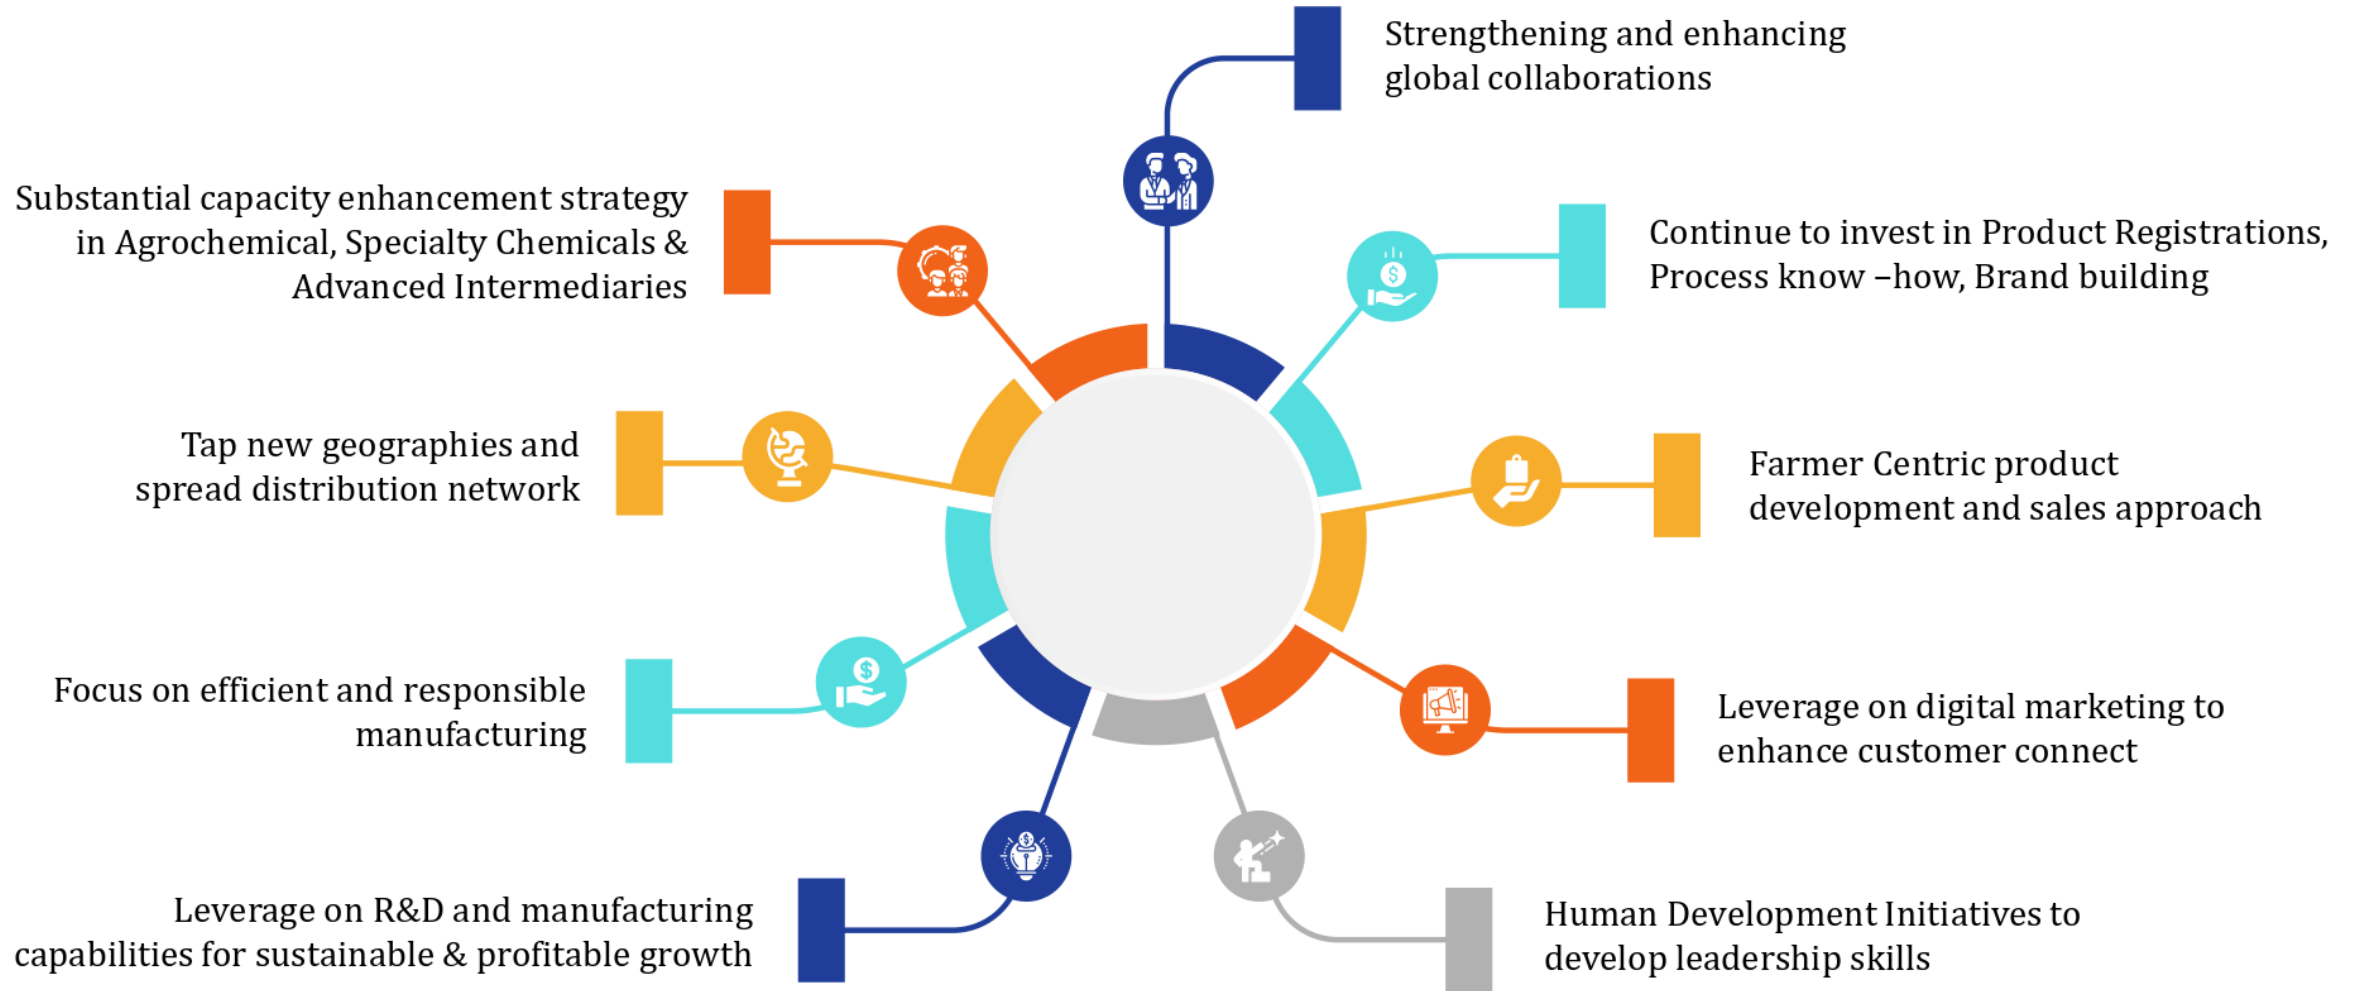 Strengthening and enhancing
global collaborations
Continue to invest in Product Registrations,
Process know –how, Brand building
Farmer Centric product
development and sales approach
Leverage on digital marketing to
enhance customer connect
Human Development Initiatives to
develop leadership skills
Leverage on R&D and manufacturing
capabilities for sustainable & profitable growth
Focus on efficient and responsible
manufacturing
Tap new geographies and
spread distribution network
Substantial capacity enhancement strategy
in Agrochemical, Specialty Chemicals &
Advanced Intermediaries